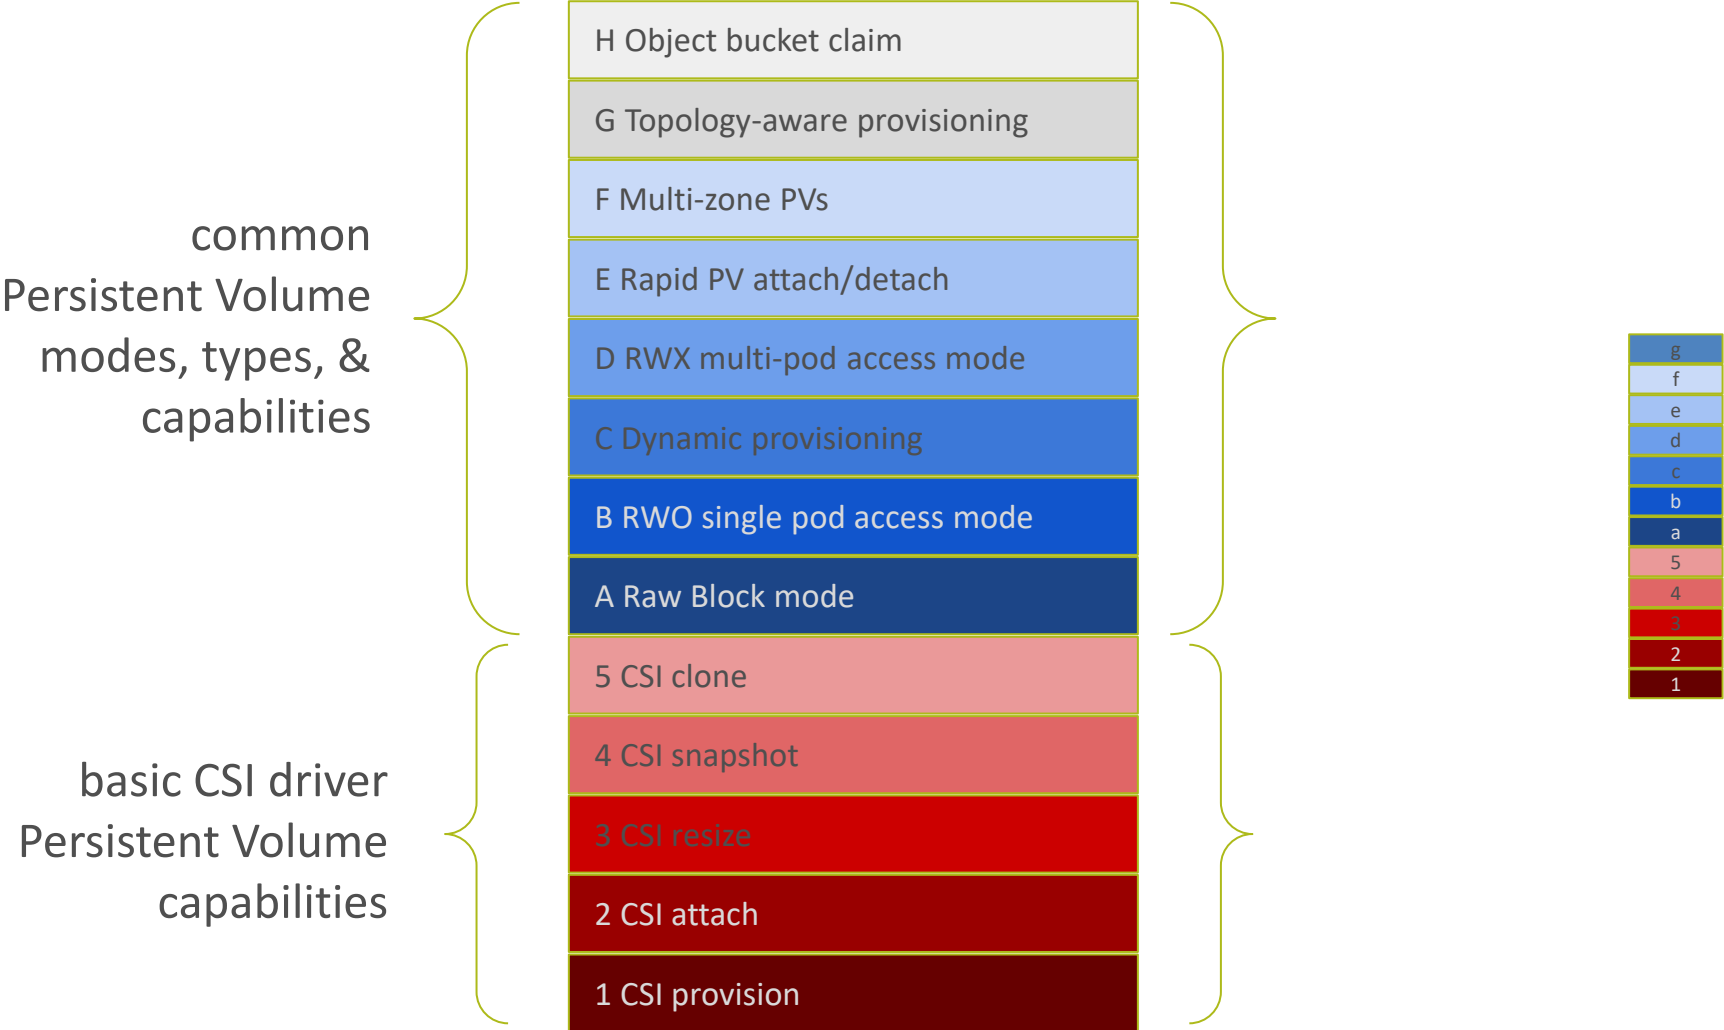 common
Persistent Volume
modes, types, &
capabilities
basic CSI driver
Persistent Volume
capabilities
H Object bucket claim
G Topology-aware provisioning
F Multi-zone PVs
E Rapid PV attach/detach
D RWX multi-pod access mode
C Dynamic provisioning
B RWO single pod access mode
A Raw Block mode
5 CSI clone
4 CSI snapshot
3 CSI resize
2 CSI attach
1 CSI provision
g
f
e
d
c
b
a
5
4
3
2
1